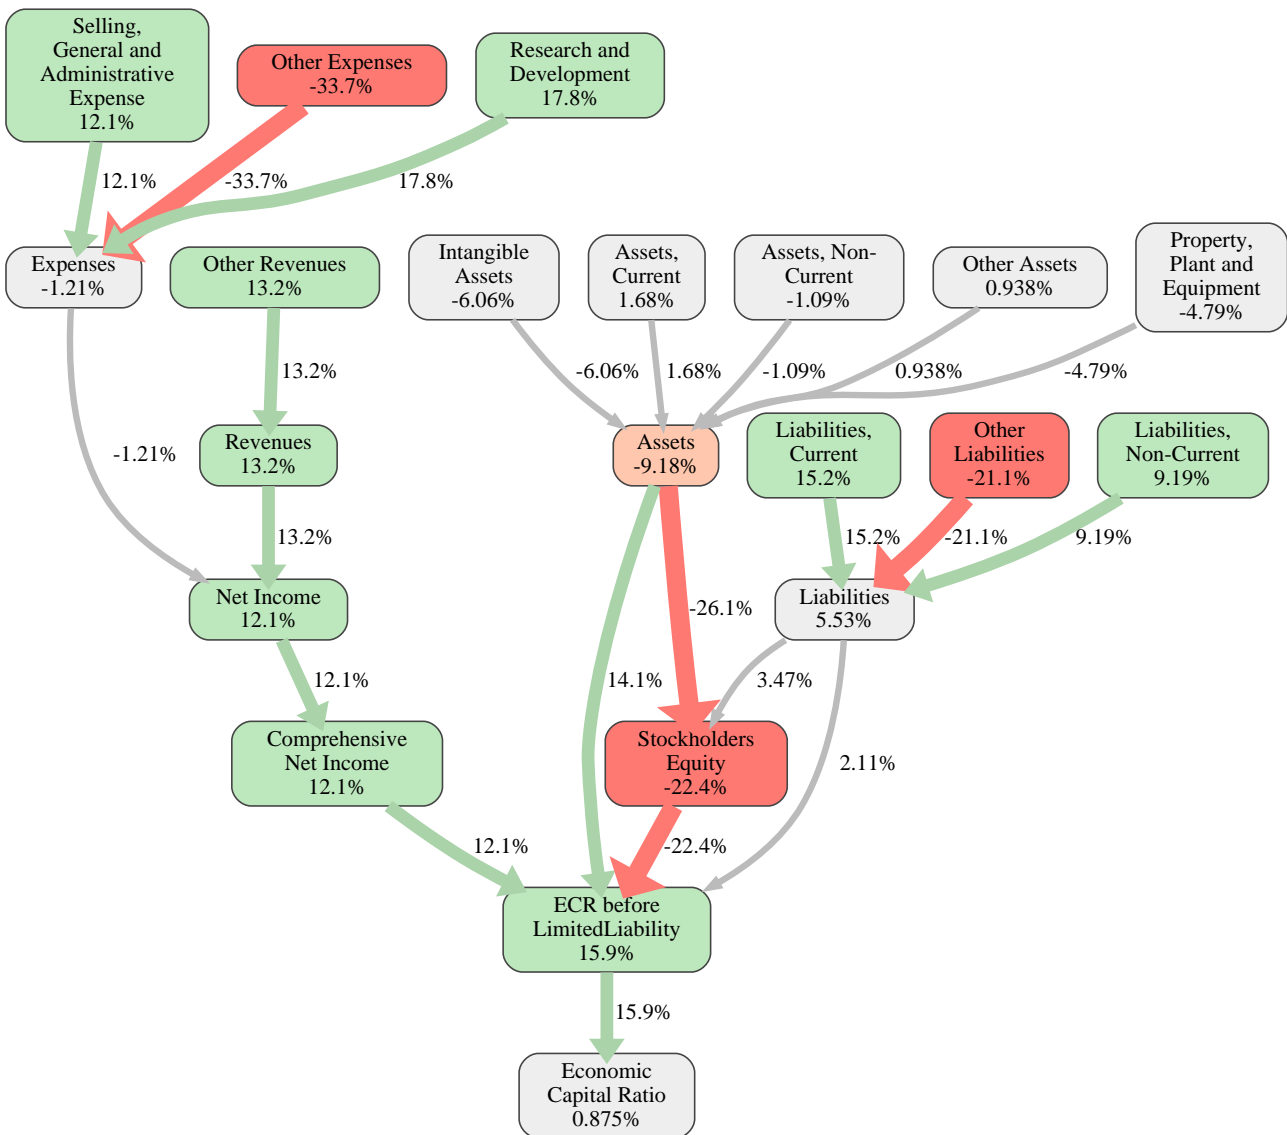 Selling,
General and
Administrative
Expense
12.1%
Other Expenses
-33.7%
Research and
Development
17.8%
12.1%
-33.7%
17.8%
Expenses
-1.21%
Other Revenues
13.2%
Intangible
Assets
-6.06%
Assets,
Current
1.68%
Assets, Non-
Current
-1.09%
Other Assets
0.938%
Property,
Plant and
Equipment
-4.79%
13.2%
-6.06%
1.68%
-1.09%
0.938%
-4.79%
-1.21%
Revenues
13.2%
Assets
-9.18%
Liabilities,
Current
15.2%
Other
Liabilities
-21.1%
Liabilities,
Non-Current
9.19%
13.2%
15.2%
-21.1%
9.19%
Net Income
12.1%
-26.1%
Liabilities
5.53%
12.1%
14.1%
3.47%
Comprehensive
Net Income
12.1%
Stockholders
Equity
-22.4%
2.11%
12.1%
-22.4%
ECR before
LimitedLiability
15.9%
15.9%
Economic
Capital Ratio
0.875%